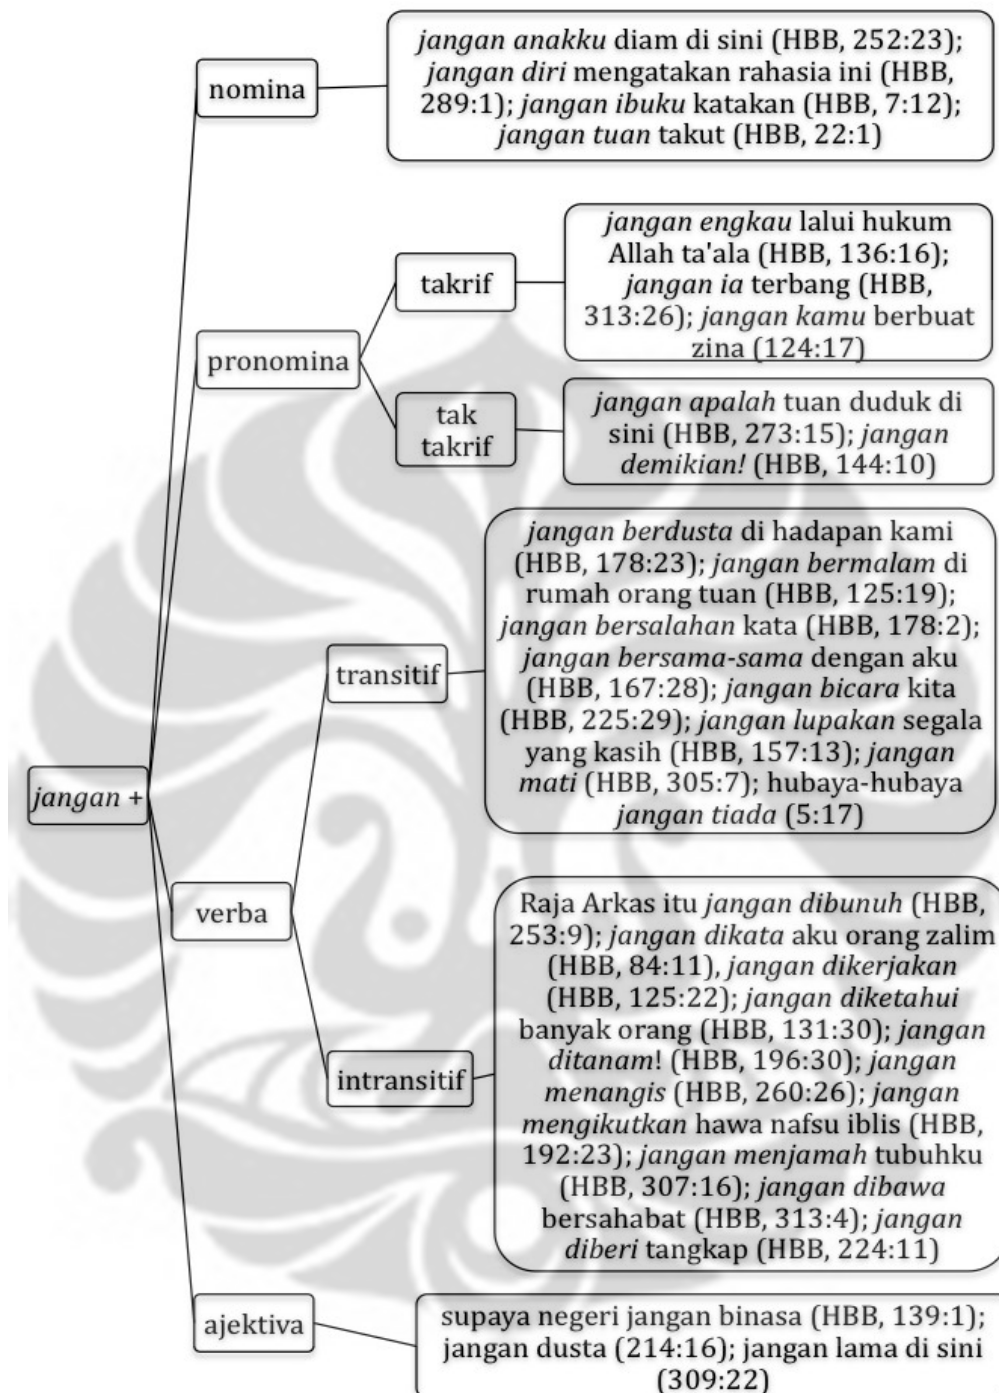 nomina
jangan anakku diam di sini (HBB, 252:23);
jangan diri mengatakan rahasia ini (HBB,
289:1); jangan ibuku katakan (HBB, 7:12);
jangan tuan takut (HBB, 22:1)
pronomina
takrif
jangan engkau lalui hukum
Allah ta'ala (HBB, 136:16);
jangan ia terbang (HBB,
313:26); jangan kamu berbuat
zina (124:17)
tak
takrif
jangan apalah tuan duduk di
sini (HBB, 273:15); jangan
demikian! (HBB, 144:10)
jangan +
verba
transitif
jangan berdusta di hadapan kami
(HBB, 178:23); jangan bermalam di
rumah orang tuan (HBB, 125:19);
jangan bersalahan kata (HBB, 178:2);
jangan bersama-sama dengan aku
(HBB, 167:28); jangan bicara kita
(HBB, 225:29); jangan lupakan segala
yang kasih (HBB, 157:13); jangan
mati (HBB, 305:7); hubaya-hubaya
jangan tiada (5:17)
intransitif
Raja Arkas itu jangan dibunuh (HBB,
253:9); jangan dikata aku orang zalim
(HBB, 84:11), jangan dikerjakan
(HBB, 125:22); jangan diketahui
banyak orang (HBB, 131:30); jangan
ditanam! (HBB, 196:30); jangan
menangis (HBB, 260:26); jangan
mengikutkan hawa nafsu iblis (HBB,
192:23); jangan menjamah tubuhku
(HBB, 307:16); jangan dibawa
bersahabat (HBB, 313:4); jangan
diberi tangkap (HBB, 224:11)
ajektiva
supaya negeri jangan binasa (HBB, 139:1);
jangan dusta (214:16); jangan lama di sini
(309:22)